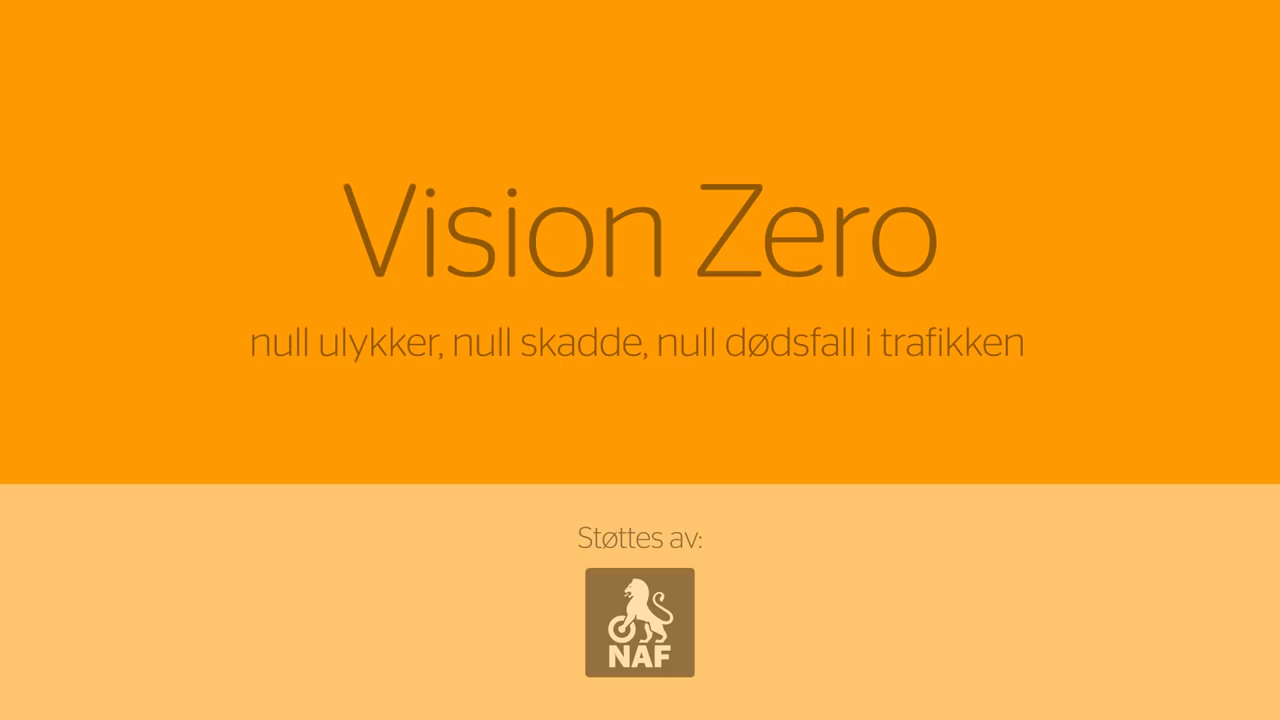 Vision Zero
null ulykker, null skadde, null dødsfall i trafikken
Støttes av:
NAF